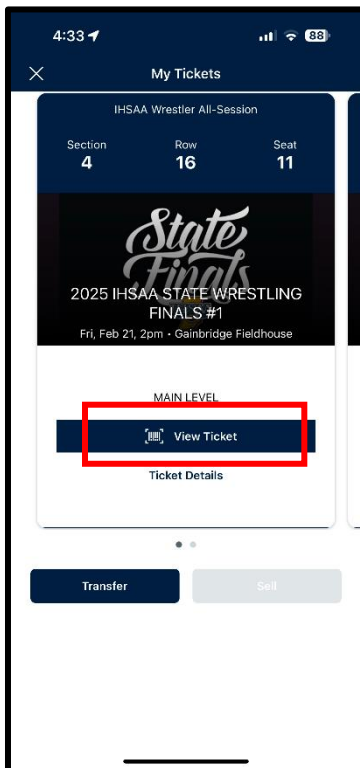 4:33
88
My Tickets
IHSAA Wrestler All-Session
Section Row Seat
4 16 11
State
Finals
2025 IHSAA STATE WRESTLING
FINALS #1
Fri, Feb 21, 2pm • Gainbridge Fieldhouse
MAIN LEVEL
View Ticket
Ticket Details
Transfer
Sell